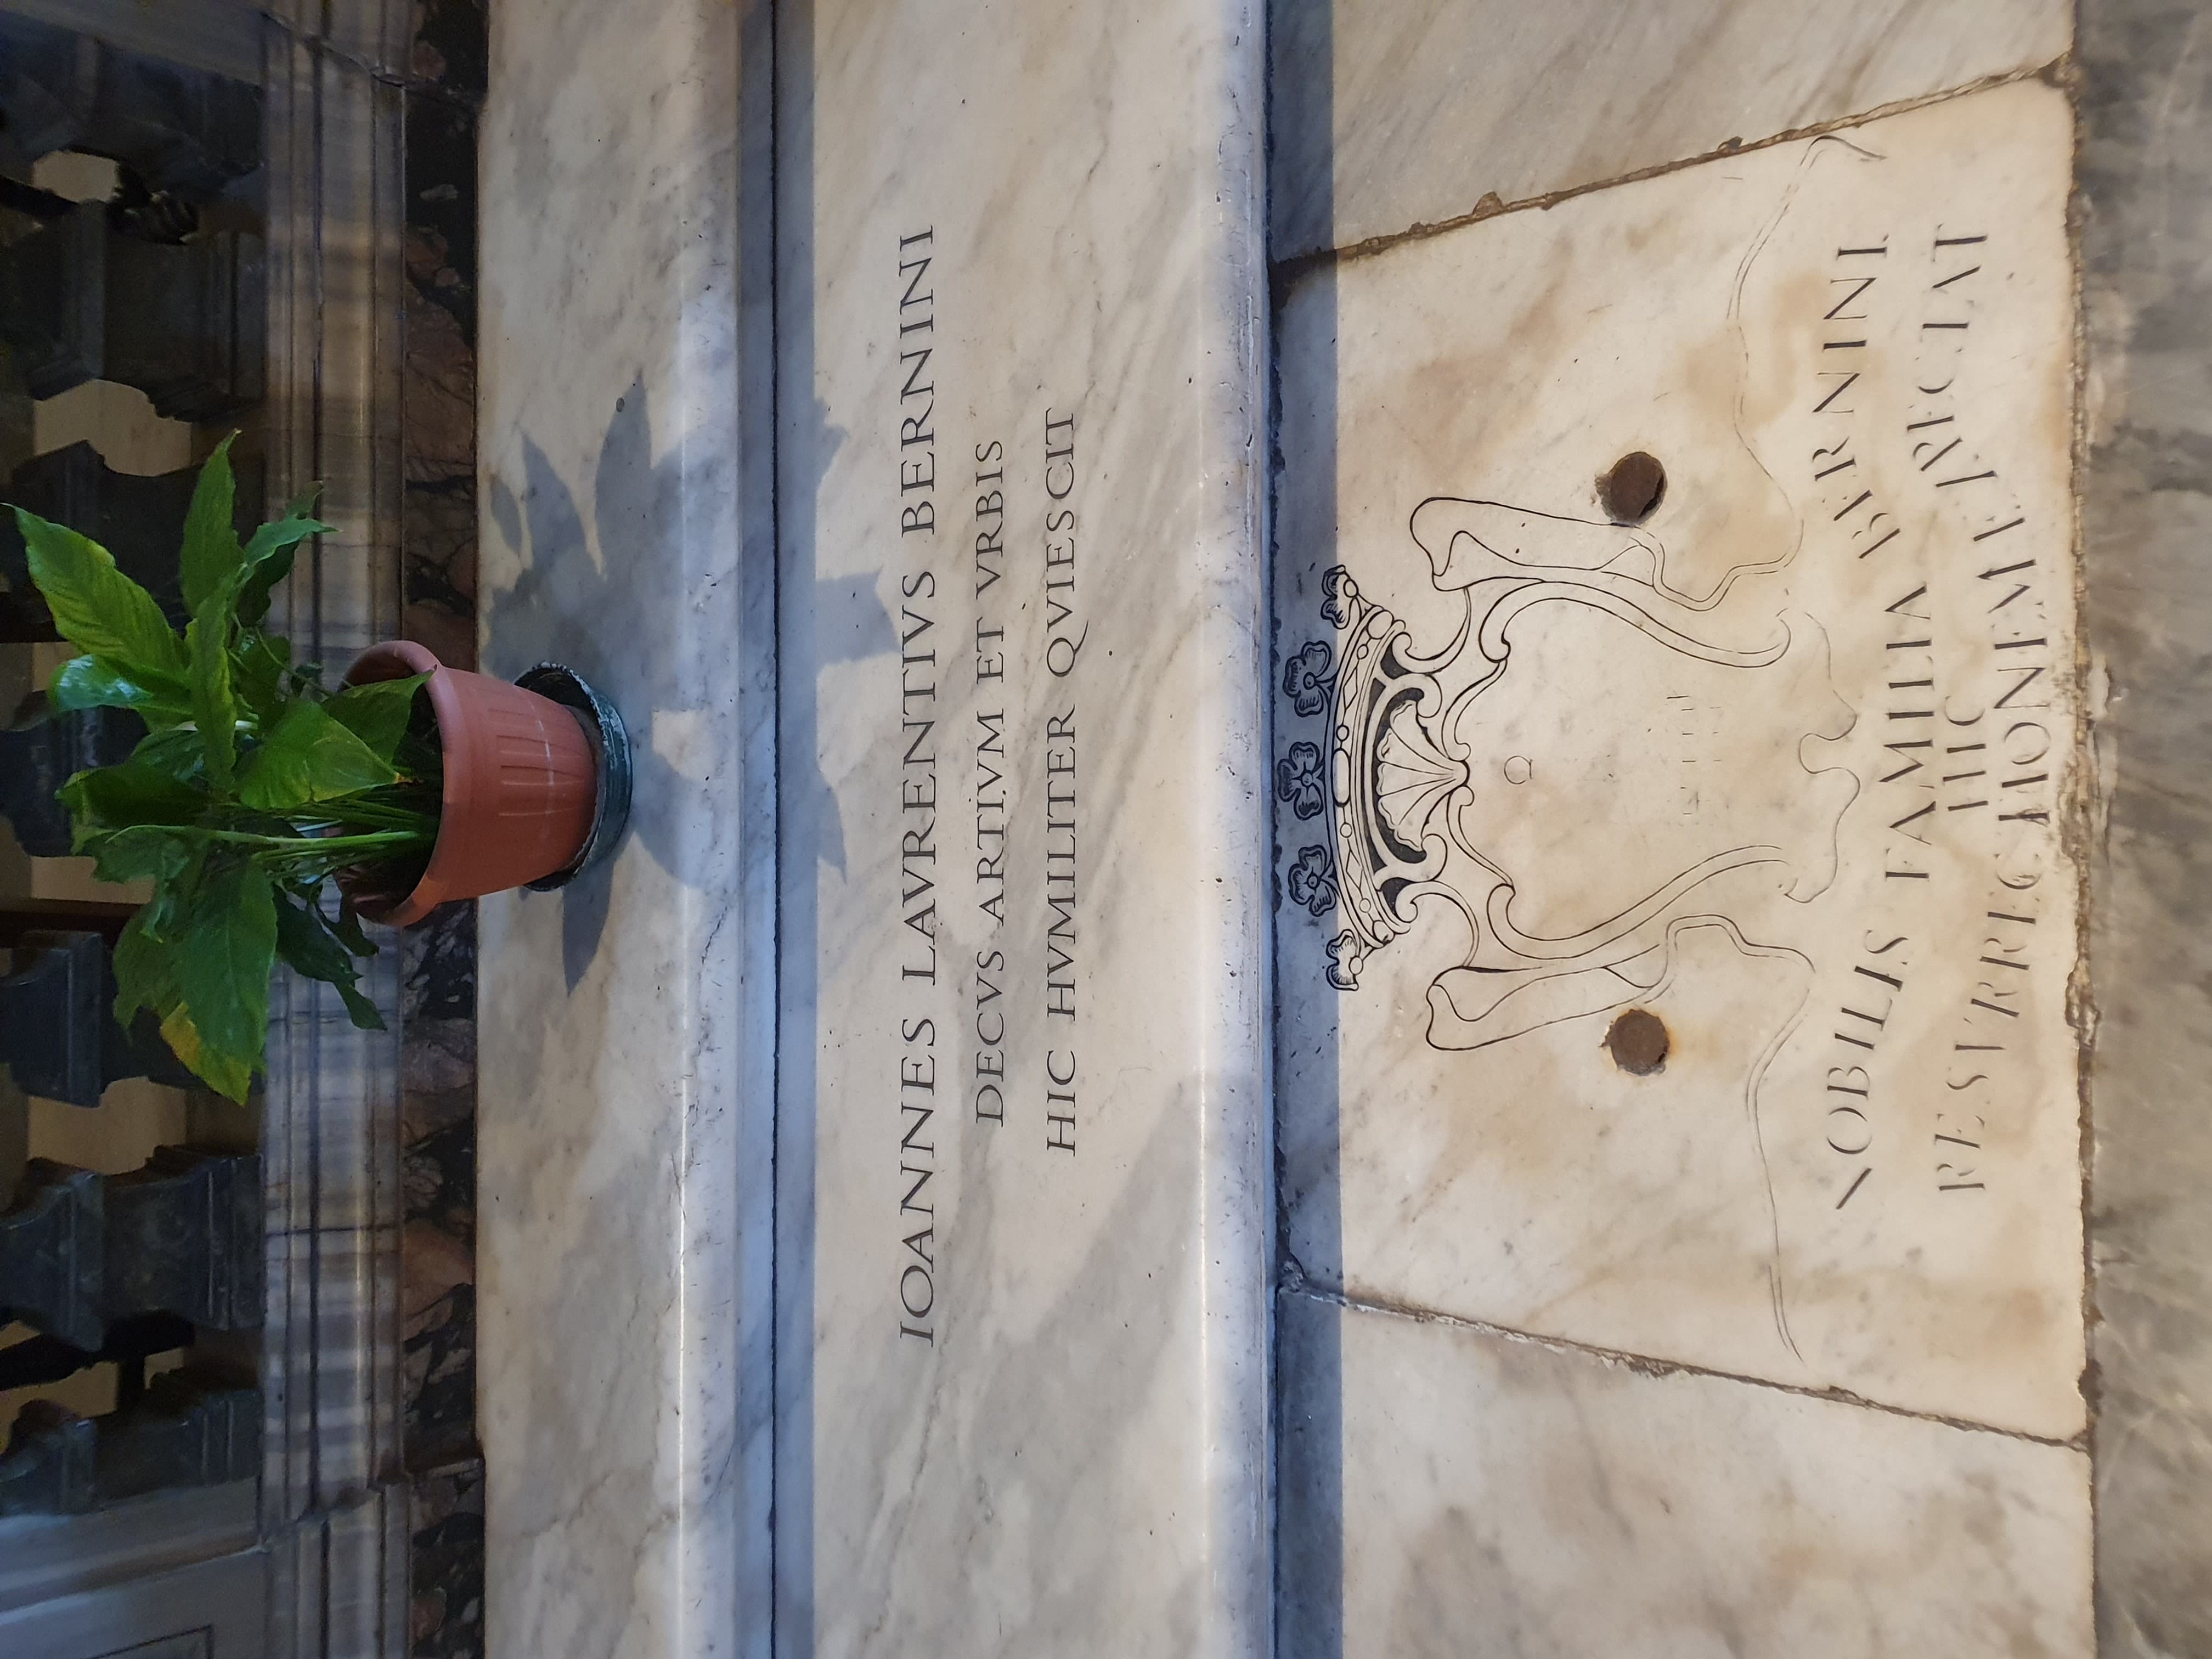 IOANNES LAVRENTIVS BERNINI
DECVS ARTIVM ET VRBIS
HIC HVMILITER QVIESCIT
NOBILIS FAMILIA BERNINI
HIC
RESVRRECTIONEM EXPECTAT